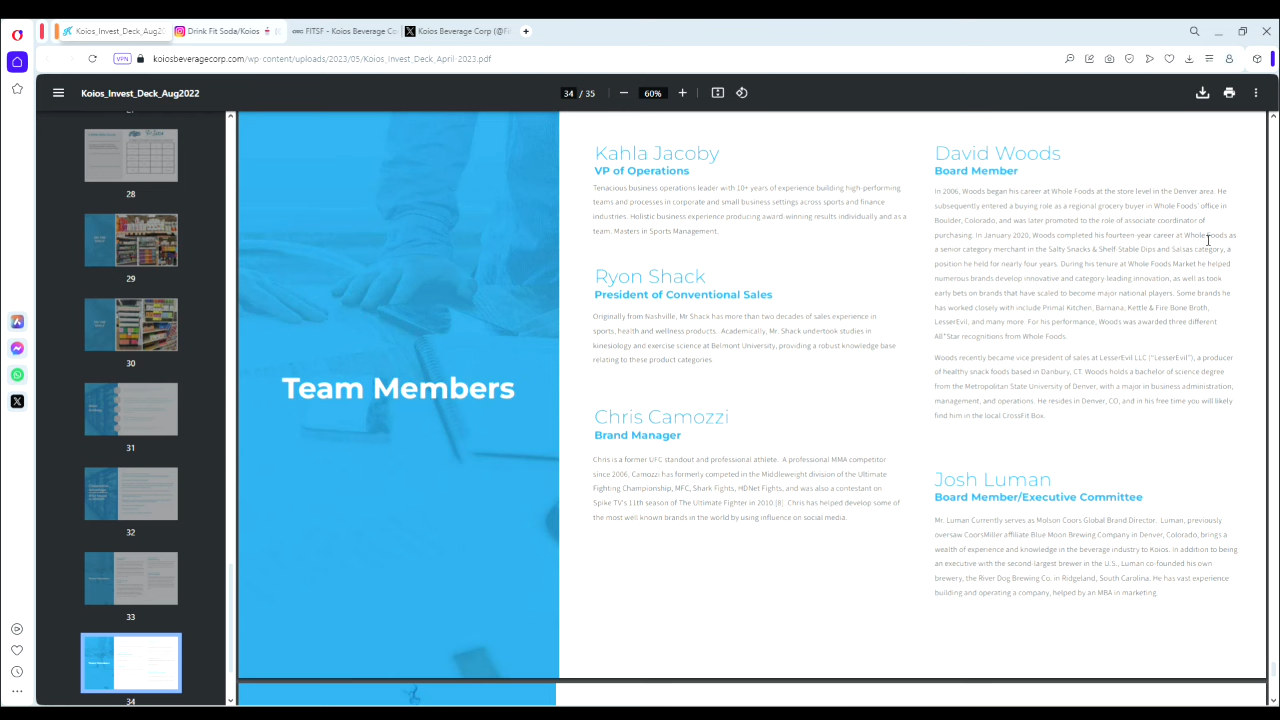 Koios_Invest_Deck_Aug20
Drink Fit Soda/Koios
FITSF - Koios Beverage Co
Koios Beverage Corp (@Fi
VPN
koiosbeveragecorp.com/wp-content/uploads/2023/05/Koios_Invest_Deck_April-2023.pdf
Koios_Invest_Deck_Aug2022
34 / 35
60%
28
29
30
31
32
33
34
Team Members
Kahla Jacoby
VP of Operations
Tenacious business operations leader with 10+ years of experience building high-performing
teams and processes in corporate and small business settings across sports and finance
industries. Holistic business experience producing award-winning results individually and as a
team. Masters in Sports Management.
Ryon Shack
President of Conventional Sales
Originally from Nashville, Mr Shack has more than two decades of sales experience in
sports, health and wellness products. Academically, Mr. Shack undertook studies in
kinesiology and exercise science at Belmont University, providing a robust knowledge base
relating to these product categories
Chris Camozzi
Brand Manager
Chris is a former UFC standout and professional athlete. A professional MMA competitor
since 2006, Camozzi has formerly competed in the Middleweight division of the Ultimate
Fighting Championship, MFC, Shark Fights, HDNet Fights, and was also a contestant on
Spike TV's 11th season of The Ultimate Fighter in 2010.[8] Chris has helped develop some of
the most well known brands in the world by using influence on social media.
David Woods
Board Member
In 2006, Woods began his career at Whole Foods at the store level in the Denver area. He
subsequently entered a buying role as a regional grocery buyer in Whole Foods' office in
Boulder, Colorado, and was later promoted to the role of associate coordinator of
purchasing. In January 2020, Woods completed his fourteen-year career at Whole Foods as
a senior category merchant in the Salty Snacks & Shelf-Stable Dips and Salsas category, a
position he held for nearly four years. During his tenure at Whole Foods Market he helped
numerous brands develop innovative and category leading innovation, as well as took
early bets on brands that have scaled to become major national players. Some brands he
has worked closely with include Primal Kitchen, Barnana, Kettle & Fire Bone Broth,
LesserEvil, and many more. For his performance, Woods was awarded three different
All*Star recognitions from Whole Foods.
Woods recently became vice president of sales at LesserEvil LLC ("LesserEvil"), a producer
of healthy snack foods based in Danbury, CT. Woods holds a bachelor of science degree
from the Metropolitan State University of Denver, with a major in business administration,
management, and operations. He resides in Denver, CO, and in his free time you will likely
find him in the local CrossFit Box.
Josh Luman
Board Member/Executive Committee
Mr. Luman Currently serves as Molson Coors Global Brand Director. Luman, previously
oversaw CoorsMiller affiliate Blue Moon Brewing Company in Denver, Colorado, brings a
wealth of experience and knowledge in the beverage industry to Koios. In addition to being
an executive with the second-largest brewer in the U.S., Luman co-founded his own
brewery, the River Dog Brewing Co. in Ridgeland, South Carolina. He has vast experience
building and operating a company, helped by an MBA in marketing.